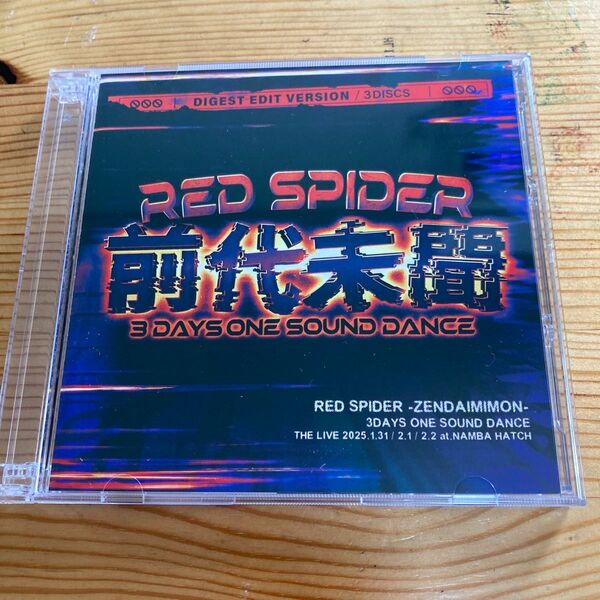 DIGEST EDIT VERSION / 3DISCS
RED SPIDER
前代未聞
3 DAYS ONE SOUND DANCE
RED SPIDER -ZENDAIMIMON-
3DAYS ONE SOUND DANCE
THE LIVE 2025.1.31 / 2.1 / 2.2 at.NAMBA HATCH